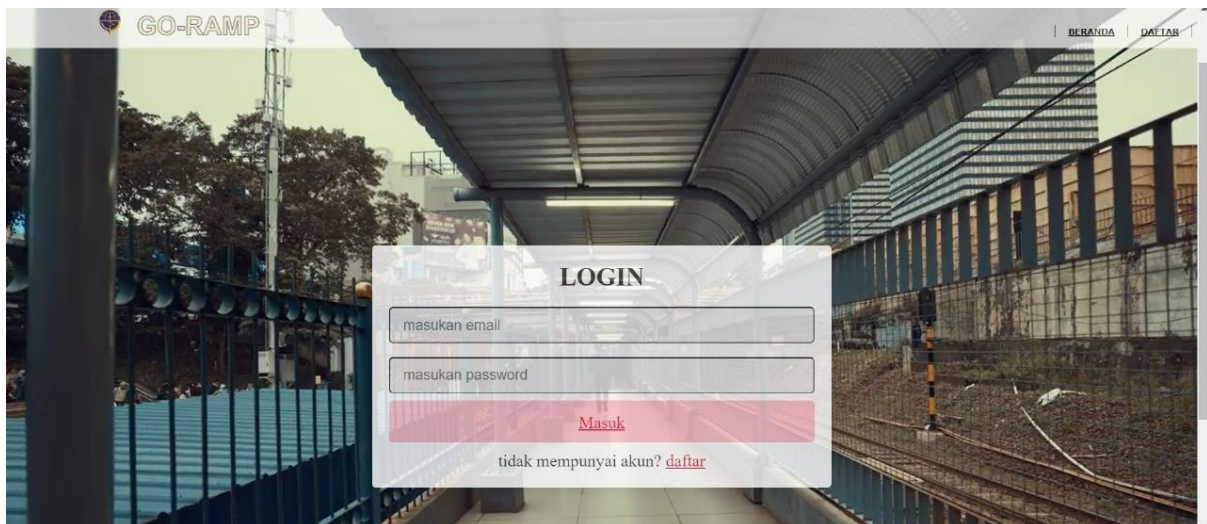 GO-RAMP
BERANDA
DAFTAR
LOGIN
masukan email
masukan password
Masuk
tidak mempunyai akun? daftar